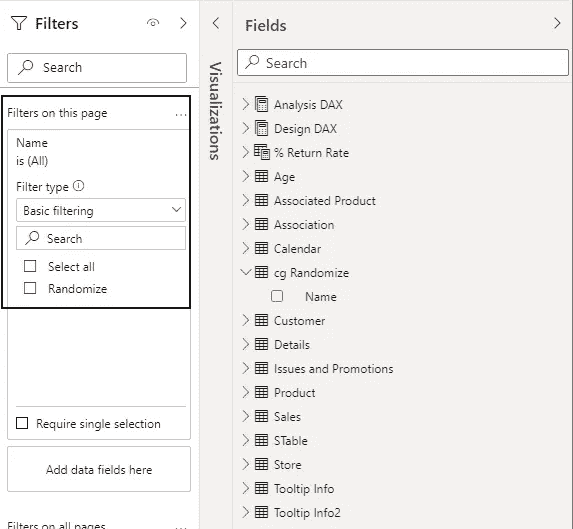 Filters
Search
Filters on this page
...
Name
is (All)
Filter type
Basic filtering
Search
Select all
Randomize
Require single selection
Add data fields here
Filters on all pages
...
Visualizations
Fields
Search
Analysis DAX
Design DAX
% Return Rate
Age
Associated Product
Association
Calendar
cg Randomize
Name
Customer
Details
Issues and Promotions
Product
Sales
STable
Store
Tooltip Info
Tooltip Info2